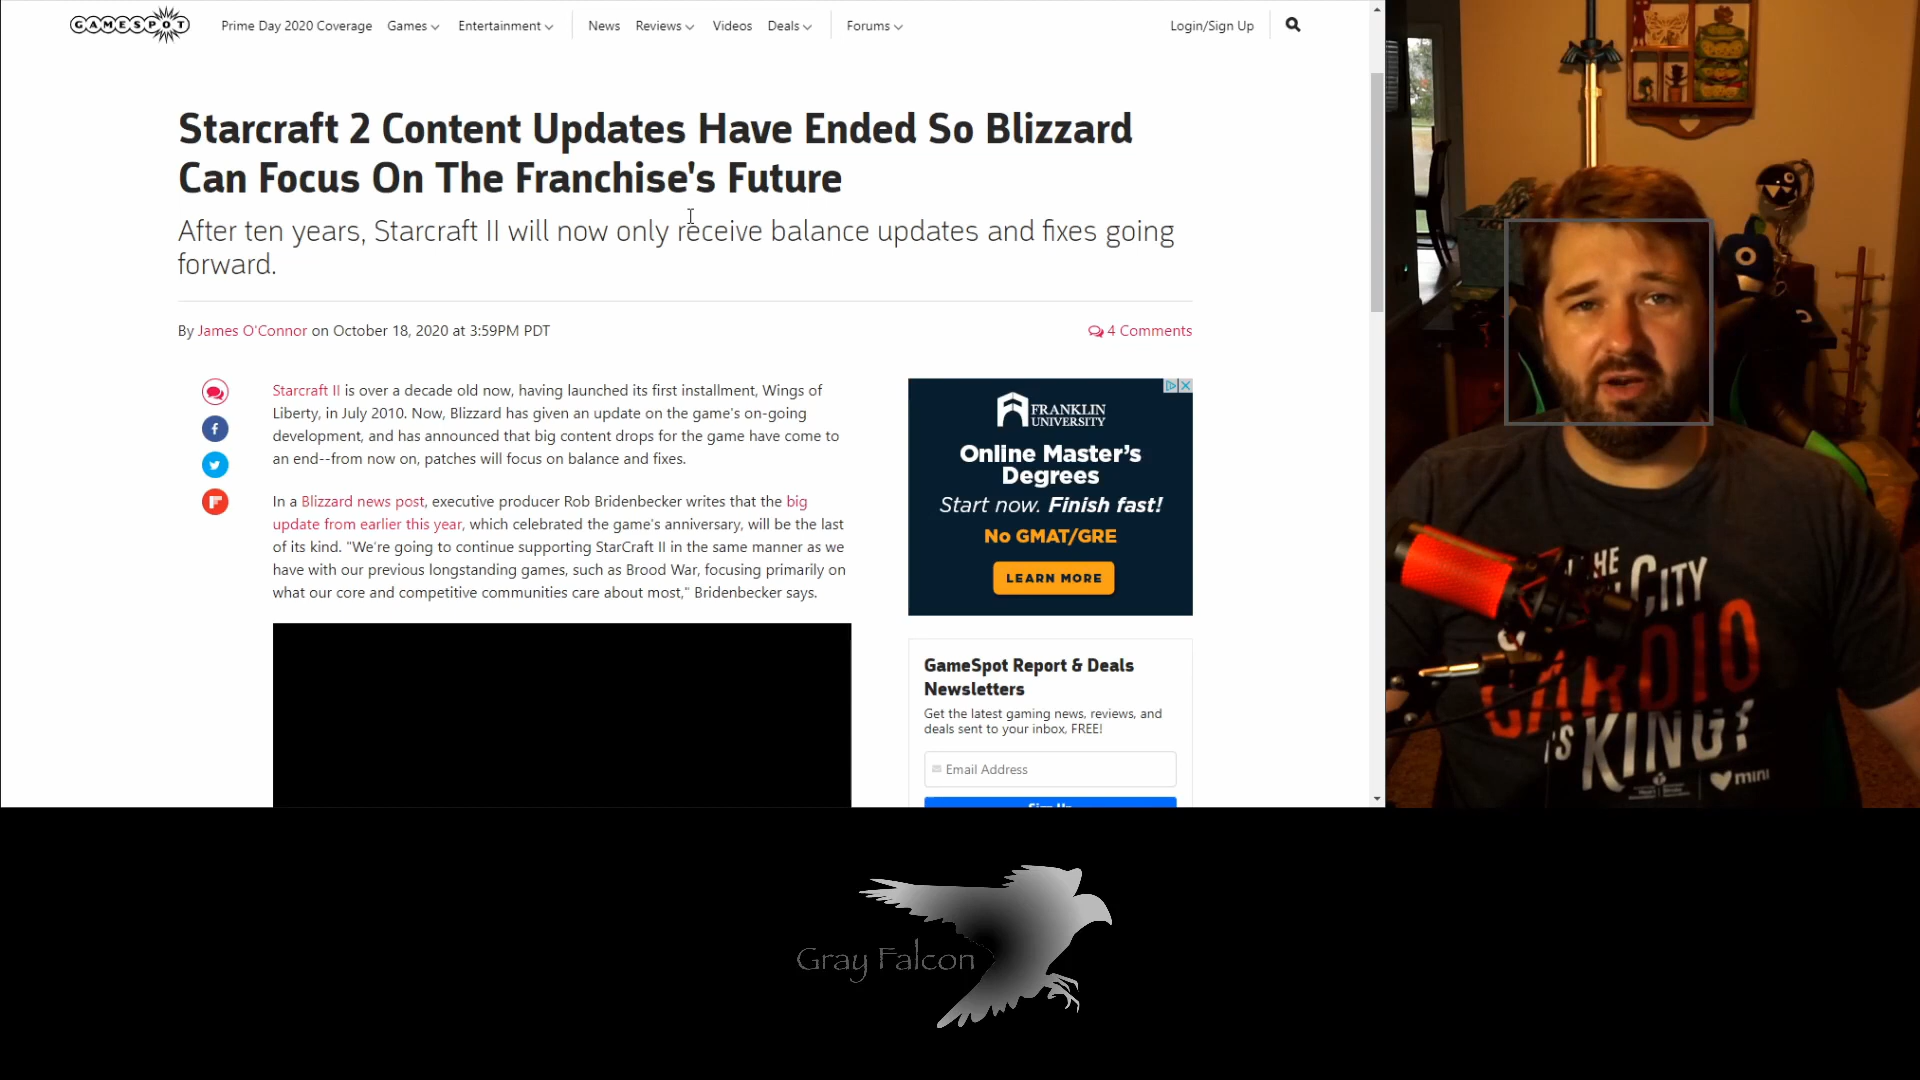 GAMESPOT
Prime Day 2020 Coverage
Games
Entertainment
News
Reviews
Videos
Deals
Forums
Login/Sign Up
Starcraft 2 Content Updates Have Ended So Blizzard
Can Focus On The Franchise's Future
After ten years, Starcraft II will now only receive balance updates and fixes going
forward.
By James O'Connor on October 18, 2020 at 3:59PM PDT
4 Comments
Starcraft II is over a decade old now, having launched its first installment, Wings of
Liberty, in July 2010. Now, Blizzard has given an update on the game's on-going
development, and has announced that big content drops for the game have come to
an end--from now on, patches will focus on balance and fixes.
In a Blizzard news post, executive producer Rob Bridenbecker writes that the big
update from earlier this year, which celebrated the game's anniversary, will be the last
of its kind. "We're going to continue supporting StarCraft II in the same manner as we
have with our previous longstanding games, such as Brood War, focusing primarily on
what our core and competitive communities care about most," Bridenbecker says.
FRANKLIN
UNIVERSITY
Online Master's
Degrees
Start now. Finish fast!
No GMAT/GRE
LEARN MORE
GameSpot Report & Deals
Newsletters
Get the latest gaming news, reviews, and
deals sent to your inbox, FREE!
Email Address
Sign Up
THE
CITY
CARDIO
IS KING?
mini
Gray Falcon